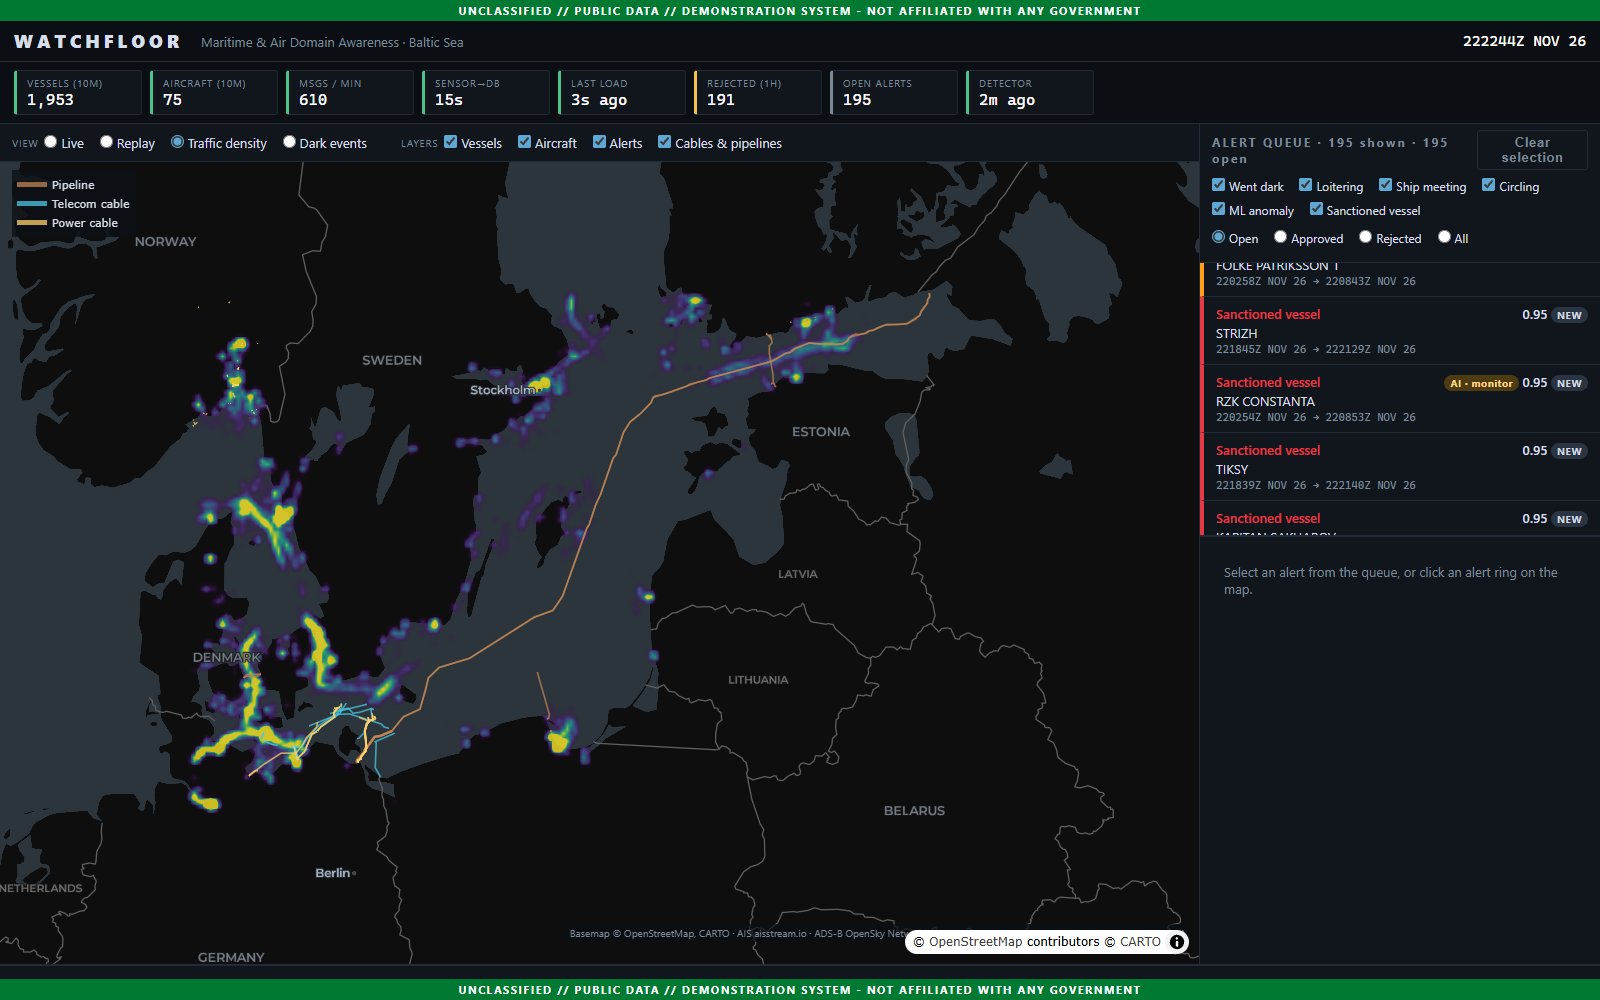 UNCLASSIFIED // PUBLIC DATA // DEMONSTRATION SYSTEM - NOT AFFILIATED WITH ANY GOVERNMENT
WATCHFLOOR Maritime & Air Domain Awareness · Baltic Sea 222244Z NOV 26
VESSELS (10M)
1,953
AIRCRAFT (10M)
75
MSGS / MIN
610
SENSOR→DB
15s
LAST LOAD
3s ago
REJECTED (1H)
191
OPEN ALERTS
195
DETECTOR
2m ago
VIEW Live Replay Traffic density Dark events LAYERS Vessels Aircraft Alerts Cables & pipelines
Pipeline
Telecom cable
Power cable
NORWAY
SWEDEN
Stockholm
ESTONIA
LATVIA
DENMARK
LITHUANIA
BELARUS
Berlin
NETHERLANDS
GERMANY
Basemap © OpenStreetMap, CARTO · AIS aisstream.io · ADS-B OpenSky
© OpenStreetMap contributors © CARTO
ALERT QUEUE · 195 shown · 195
open
Clear
selection
Went dark Loitering Ship meeting Circling
ML anomaly Sanctioned vessel
Open Approved Rejected All
FOLKE PATRIKSSON T
220258Z NOV 26 → 220843Z NOV 26
Sanctioned vessel 0.95 NEW
STRIZH
221845Z NOV 26 → 222129Z NOV 26
Sanctioned vessel AI · monitor 0.95 NEW
RZK CONSTANTA
220254Z NOV 26 → 220853Z NOV 26
Sanctioned vessel 0.95 NEW
TIKSY
221839Z NOV 26 → 222140Z NOV 26
Sanctioned vessel 0.95 NEW
Select an alert from the queue, or click an alert ring on the
map.
UNCLASSIFIED // PUBLIC DATA // DEMONSTRATION SYSTEM - NOT AFFILIATED WITH ANY GOVERNMENT